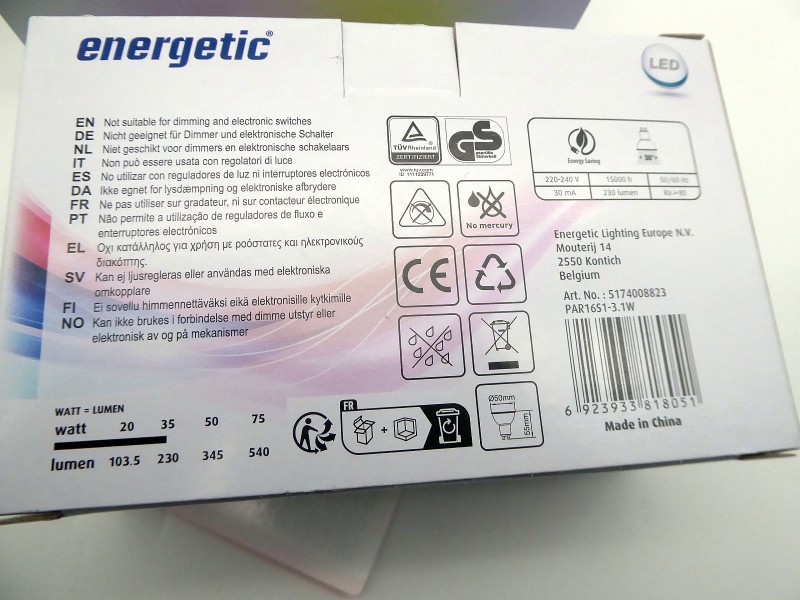 energetic®
LED
EN Not suitable for dimming and electronic switches
DE Nicht geeignet für Dimmer und elektronische Schalter
NL Niet geschikt voor dimmers en elektronische schakelaars
IT Non può essere usata con regolatori di luce
ES No utilizar con reguladores de luz ni interruptores electrónicos
DA Ikke egnet for lysdæmpning og elektroniske afbrydere
FR Ne pas utiliser sur gradateur, ni sur contacteur électronique
PT Não permite a utilização de reguladores de fluxo e
enterruptores electrónicos
EL Οχι κατάλληλος για χρήση με ροόστατες και ηλεκτρονικούς
διακόπτης.
SV Kan ej ljusregleras eller användas med elektroniska
omkopplare
FI Ei sovellu himmennettäväksi eikä elektronisille kytkimille
NO Kan ikke brukes i forbindelse med dimme utstyr eller
elektronisk av og på mekanismer
TÜVRheinland
ZERTIFIZIERT
www.tuv.com
GS
geprüfte
Sicherheit
No mercury
CE
Energy Saving
220-240 V 15000 h 50/60 Hz
30 mA 230 lumen Ra>80
Energetic Lighting Europe N.V.
Mouterij 14
2550 Kontich
Belgium
Art. No.: 5174008823
PAR16S1-3.1W
6 923933 818051
Made in China
WATT = LUMEN
watt 20 35 50 75
lumen 103.5 230 345 540
FR
+
Ø50mm
55mm